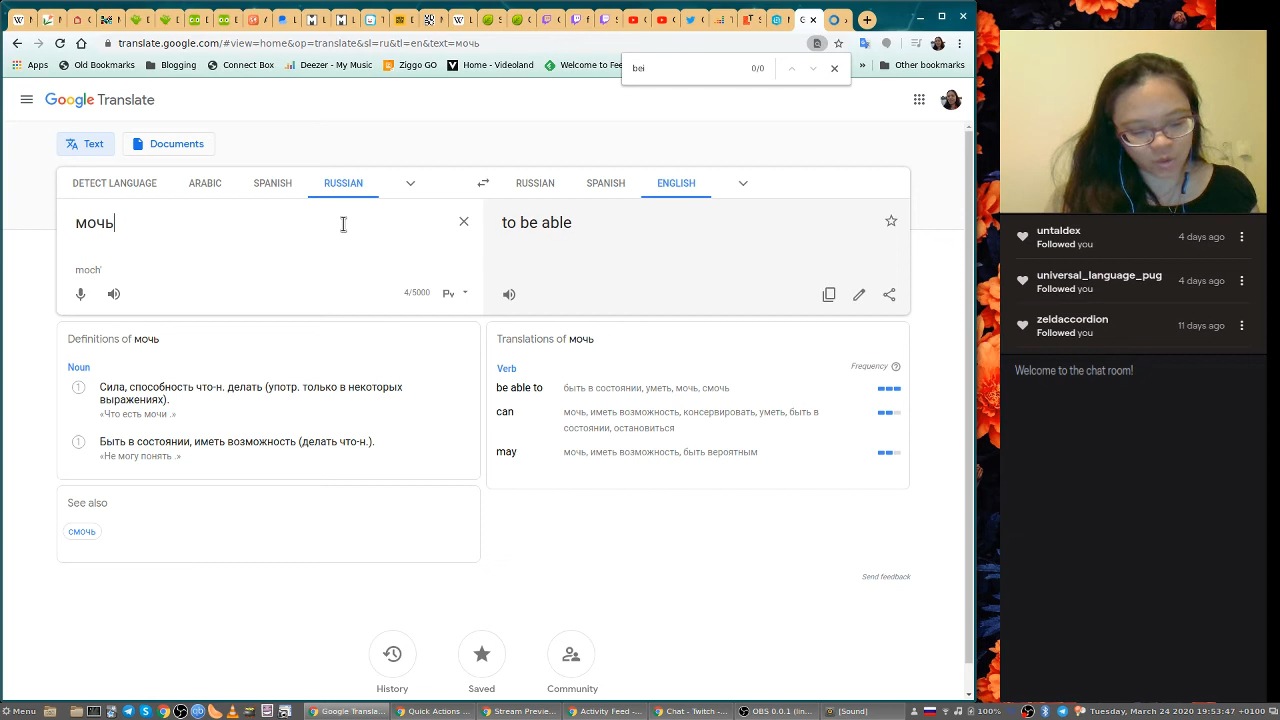 translate.google.com/#view=home&op=translate&sl=ru&tl=en&text=мочь
Apps
Old Bookmarks
Blogging
Connect Box
Deezer - My Music
Ziggo GO
Home - Videoland
Welcome to Fee
Other bookmarks
bei
0/0
Google Translate
Text
Documents
DETECT LANGUAGE
ARABIC
SPANISH
RUSSIAN
RUSSIAN
SPANISH
ENGLISH
мочь
to be able
moch'
4/5000
Definitions of мочь
Noun
1
Сила, способность что-н. делать (употр. только в некоторых
выражениях).
«Что есть мочи .»
1
Быть в состоянии, иметь возможность (делать что-н.).
«Не могу понять .»
See also
смочь
Translations of мочь
Verb
Frequency
be able to
быть в состоянии, уметь, мочь, смочь
can
мочь, иметь возможность, консервировать, уметь, быть в
состоянии, остановиться
may
мочь, иметь возможность, быть вероятным
Send feedback
History
Saved
Community
untaldex
Followed you
4 days ago
universal_language_pug
Followed you
4 days ago
zeldaccordion
Followed you
11 days ago
Welcome to the chat room!
Menu
Google Transla...
Quick Actions ...
Stream Previe...
Activity Feed -...
Chat - Twitch -...
OBS 0.0.1 (lin...
[Sound]
100%
Tuesday, March 24 2020, 19:53:47 +0100